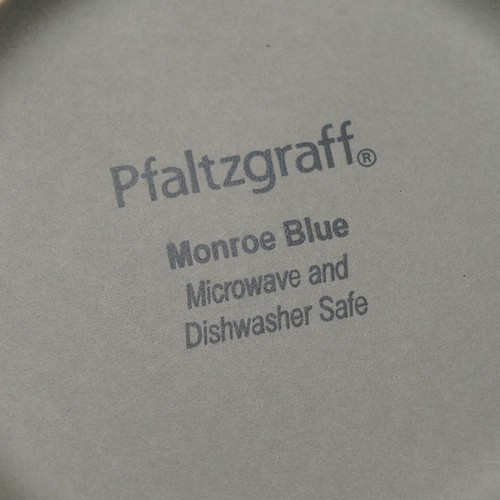 Pfaltzgraff®
Monroe Blue
Microwave and
Dishwasher Safe